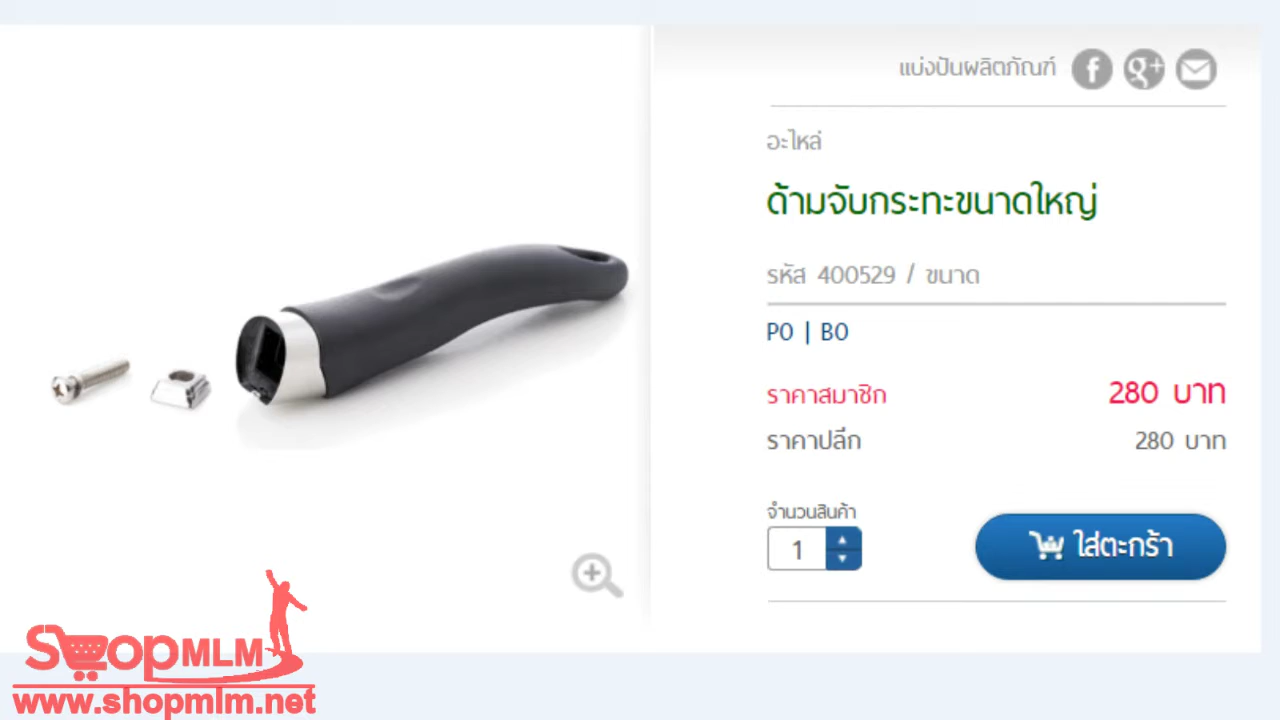 แบ่งปันผลิตภัณฑ์
อะไหล่
ด้ามจับกระทะขนาดใหญ่
รหัส 400529 / ขนาด
P0 | B0
ราคาสมาชิก 280 บาท
ราคาปลีก 280 บาท
จำนวนสินค้า
1
ใส่ตะกร้า
ShopMLM
www.shopmlm.net